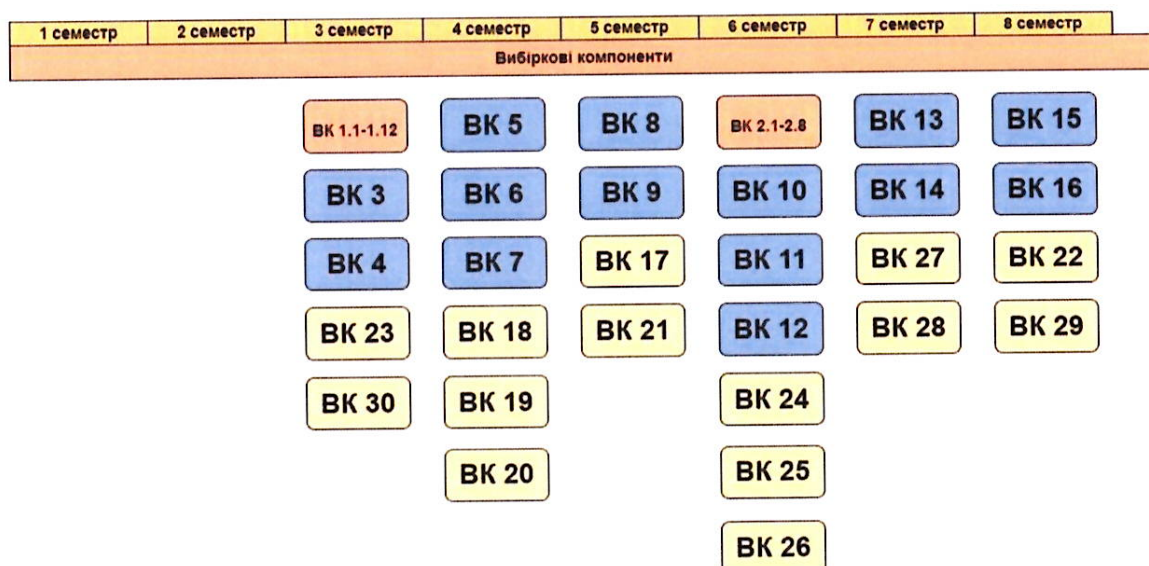 1 семестр 2 семестр 3 семестр 4 семестр 5 семестр 6 семестр 7 семестр 8 семестр
Вибіркові компоненти
ВК 1.1-1.12 ВК 5 ВК 8 ВК 2.1-2.8 ВК 13 ВК 15
ВК 3 ВК 6 ВК 9 ВК 10 ВК 14 ВК 16
ВК 4 ВК 7 ВК 17 ВК 11 ВК 27 ВК 22
ВК 23 ВК 18 ВК 21 ВК 12 ВК 28 ВК 29
ВК 30 ВК 19 ВК 24
ВК 20 ВК 25
ВК 26